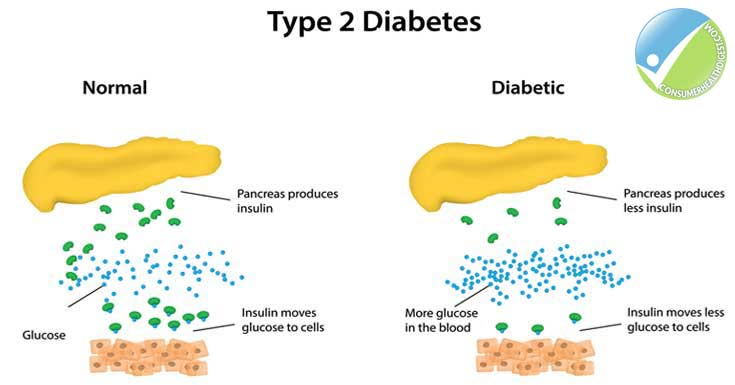 Type 2 Diabetes
CONSUMERHEALTHDIGEST.COM
Normal
Diabetic
Pancreas produces
insulin
Pancreas produces
less insulin
Glucose
Insulin moves
glucose to cells
More glucose
in the blood
Insulin moves less
glucose to cells